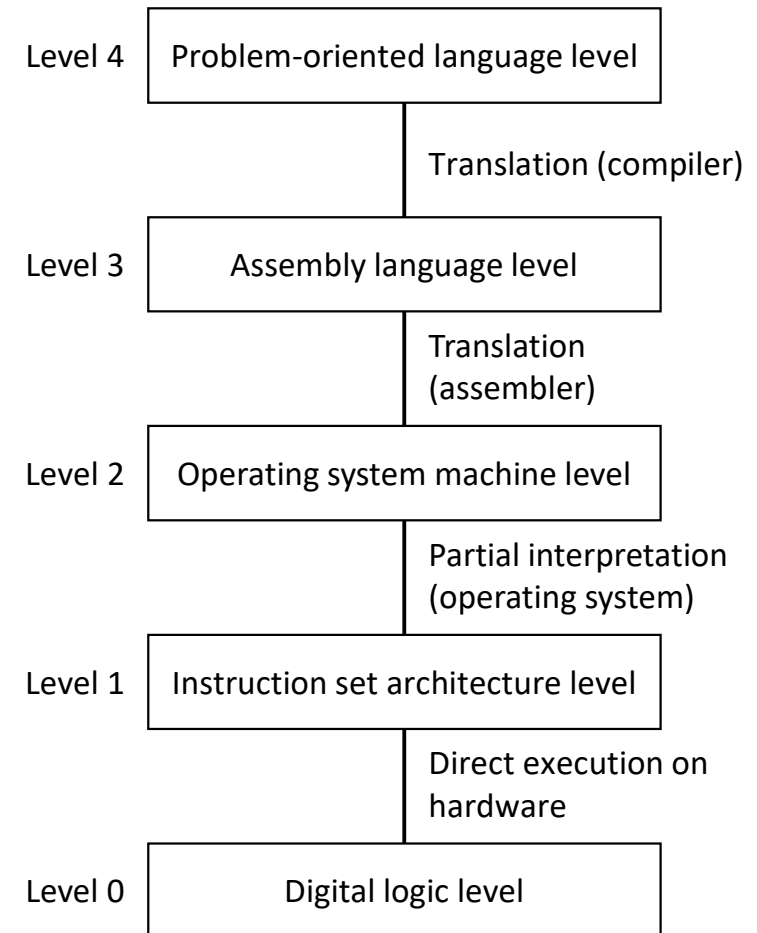 Level 4 Problem-oriented language level
Translation (compiler)
Level 3 Assembly language level
Translation
(assembler)
Level 2 Operating system machine level
Partial interpretation
(operating system)
Level 1 Instruction set architecture level
Direct execution on
hardware
Level 0 Digital logic level